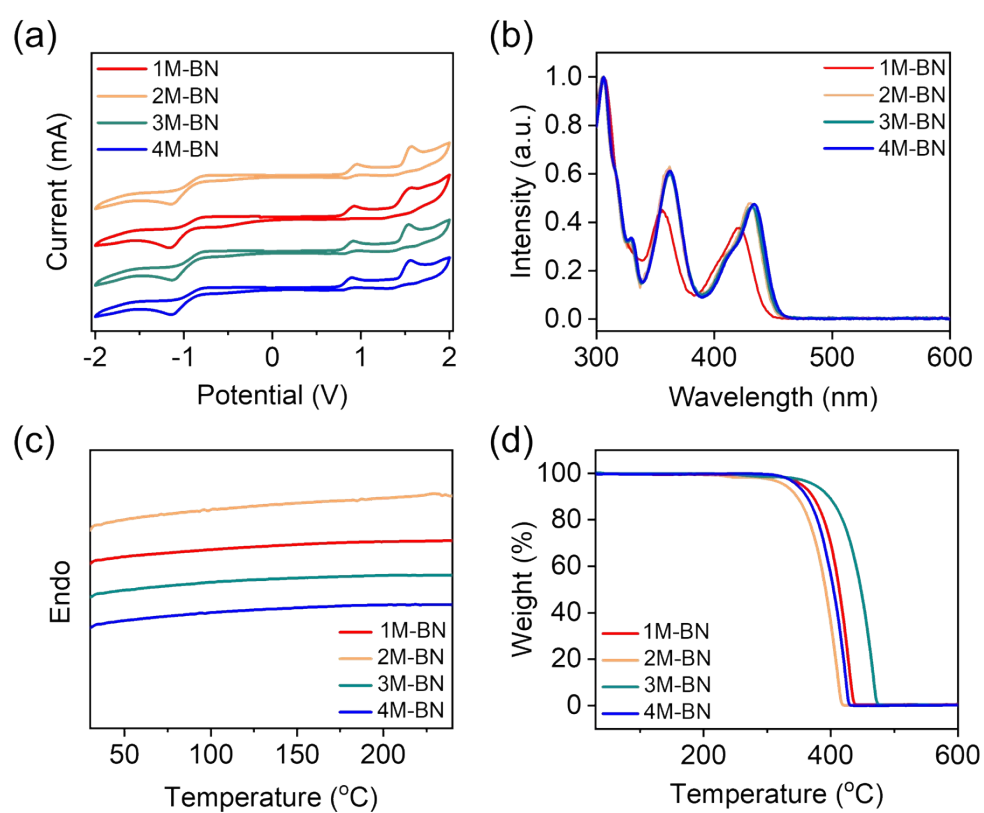 (a)
1M-BN
2M-BN
3M-BN
4M-BN
Current (mA)
-2 -1 0 1 2
Potential (V)
(b)
1M-BN
2M-BN
3M-BN
4M-BN
Intensity (a.u.)
1.0
0.8
0.6
0.4
0.2
0.0
300 400 500 600
Wavelength (nm)
(c)
Endo
1M-BN
2M-BN
3M-BN
4M-BN
50 100 150 200
Temperature (°C)
(d)
Weight (%)
100
80
60
40
20
0
1M-BN
2M-BN
3M-BN
4M-BN
200 400 600
Temperature (°C)